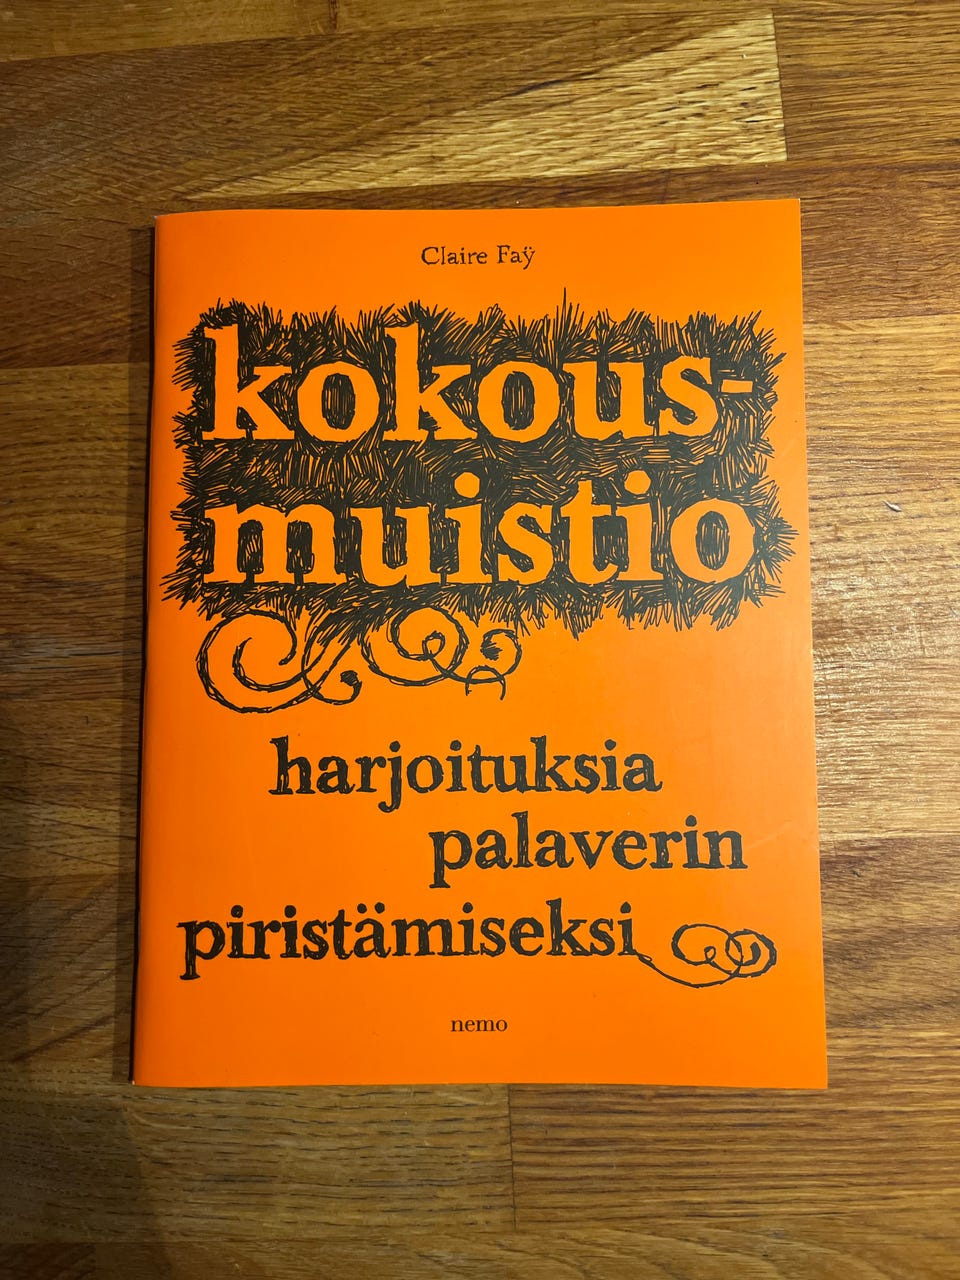 Claire Faÿ
kokous-
muistio
harjoituksia
palaverin
piristämiseksi
nemo